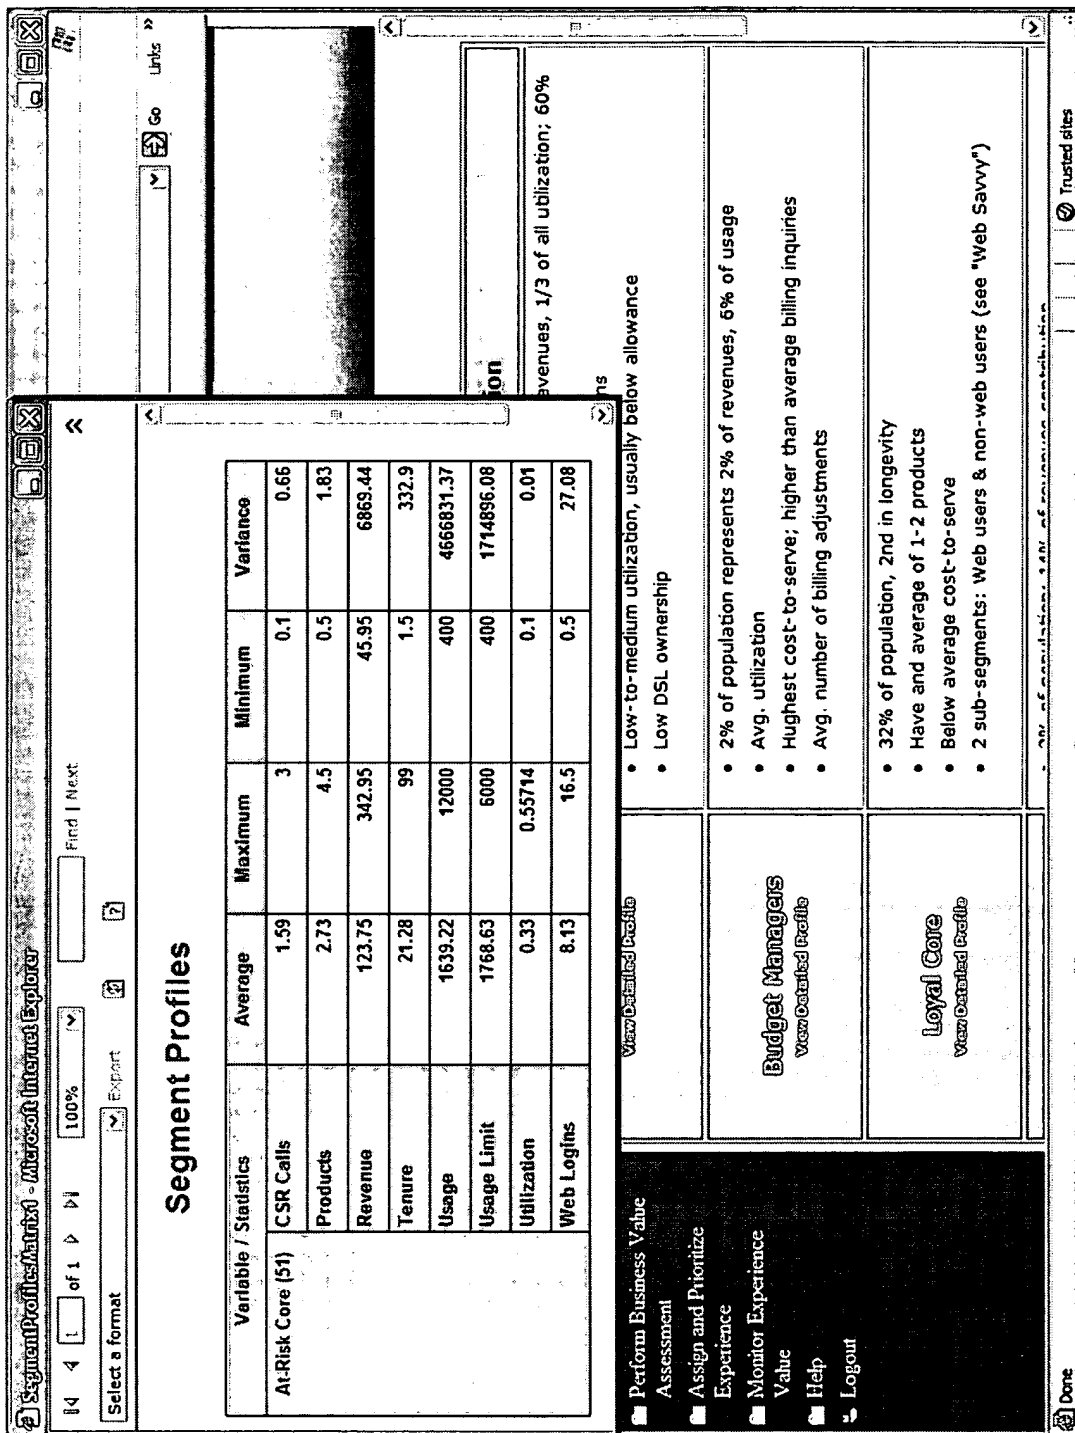 SegmentProfilesMatrix1 - Microsoft Internet Explorer
1 of 1 100% Find | Next
Select a format Export
Segment Profiles
Variable / Statistics Average Maximum Minimum Variance
At-Risk Core (51) CSR Calls 1.59 3 0.1 0.66
Products 2.73 4.5 0.5 1.83
Revenue 123.75 342.95 45.95 6869.44
Tenure 21.28 99 1.5 332.9
Usage 1639.22 12000 400 4666831.37
Usage Limit 1768.63 6000 400 1714896.08
Utilization 0.33 0.55714 0.1 0.01
Web Logins 8.13 16.5 0.5 27.08
Go Links »
ion
avenues, 1/3 of all utilization; 60%
ns
Perform Business Value
Assessment
Assign and Prioritize
Experience
Monitor Experience
Value
Help
Logout
View Detailed Profile
• Low-to-medium utilization, usually below allowance
• Low DSL ownership
Budget Managers
View Detailed Profile
• 2% of population represents 2% of revenues, 6% of usage
• Avg. utilization
• Hughest cost-to-serve; higher than average billing inquiries
• Avg. number of billing adjustments
Loyal Core
View Detailed Profile
• 32% of population, 2nd in longevity
• Have and average of 1-2 products
• Below average cost-to-serve
• 2 sub-segments: Web users & non-web users (see "Web Savvy")
Done Trusted sites